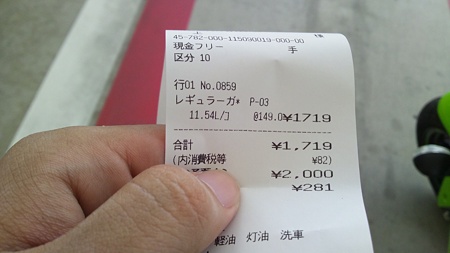 45-782-000-115090019-000-00
現金フリー 手
区分 10
行01 No.0859
レギュラーガ* P-03
11.54L/コ @149.0¥1719
合計 ¥1,719
(内消費税等 ¥82)
¥2,000
¥281
軽油 灯油 洗車